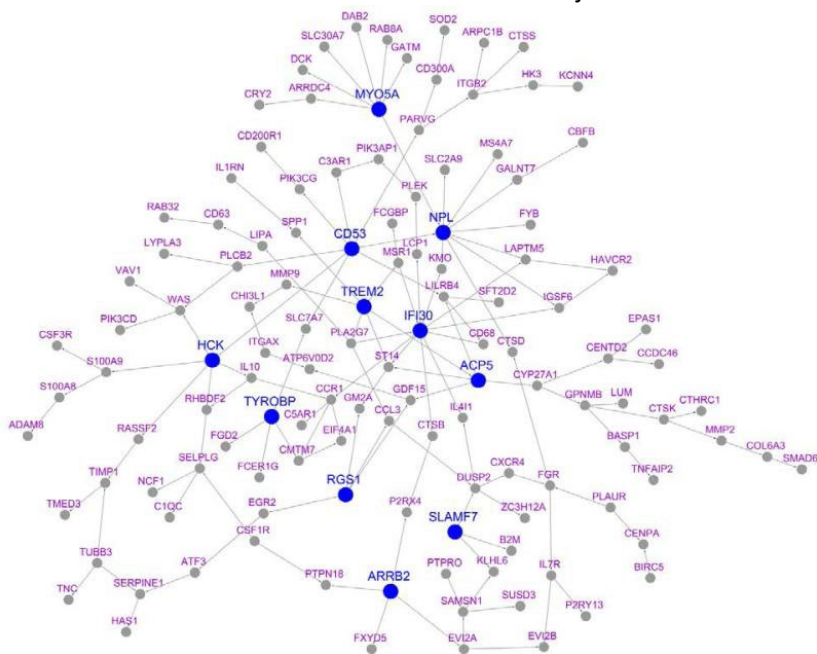 DAB2
SOD2
SLC30A7
RAB8A
ARPC1B
CTSS
GATM
DCK
CD300A
HK3
KCNN4
ITGB2
CRY2
ARRDC4
MYO5A
PARVG
CD200R1
CBFB
PIK3AP1
MS4A7
IL1RN
C3AR1
SLC2A9
GALNT7
PIK3CG
PLEK
RAB32
CD63
SPP1
FCGBP
NPL
FYB
LIPA
CD53
LCP1
LYPLA3
PLCB2
MSR1
KMO
LAPTM5
HAVCR2
VAV1
MMP9
LILRB4
CHI3L1
TREM2
SFT2D2
IGSF6
WAS
PIK3CD
SLC7A7
PLA2G7
IFI30
EPAS1
CSF3R
HCK
ITGAX
CD68
CTSD
S100A9
ATP6V0D2
ST14
CENTD2
CCDC46
IL10
ACP5
CYP27A1
S100A8
RHBDF2
CCR1
GM2A
GDF15
GPNMB
LUM
CTHRC1
TYROBP
C5AR1
CCL3
IL4I1
CTSK
ADAM8
RASSF2
FGD2
EIF4A1
CTSB
BASP1
MMP2
CMTM7
COL6A3
FCER1G
TNFAIP2
SMAD6
TIMP1
SELPLG
RGS1
CXCR4
NCF1
DUSP2
FGR
TMED3
C1QC
EGR2
P2RX4
ZC3H12A
PLAUR
SLAMF7
CSF1R
B2M
CENPA
TUBB3
ATF3
PTPN18
ARRB2
PTPRO
KLHL6
IL7R
BIRC5
TNC
SERPINE1
SAMSN1
SUSD3
P2RY13
HAS1
FXYD5
EVI2A
EVI2B